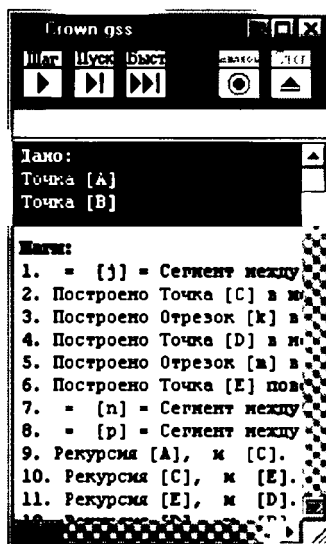 Crown gss
Шаг Пуск Быст Стоп
Дано:
Точка [A]
Точка [B]
Шаги:
1. = [j] = Сегмент между
2. Построено Точка [C] в
3. Построено Отрезок [k] в
4. Построено Точка [D] в
5. Построено Отрезок [m] в
6. Построено Точка [E] пов
7. = [n] = Сегмент между
8. = [p] = Сегмент между
9. Рекурсия [A], и [C].
10. Рекурсия [C], и [E].
11. Рекурсия [E], и [D].